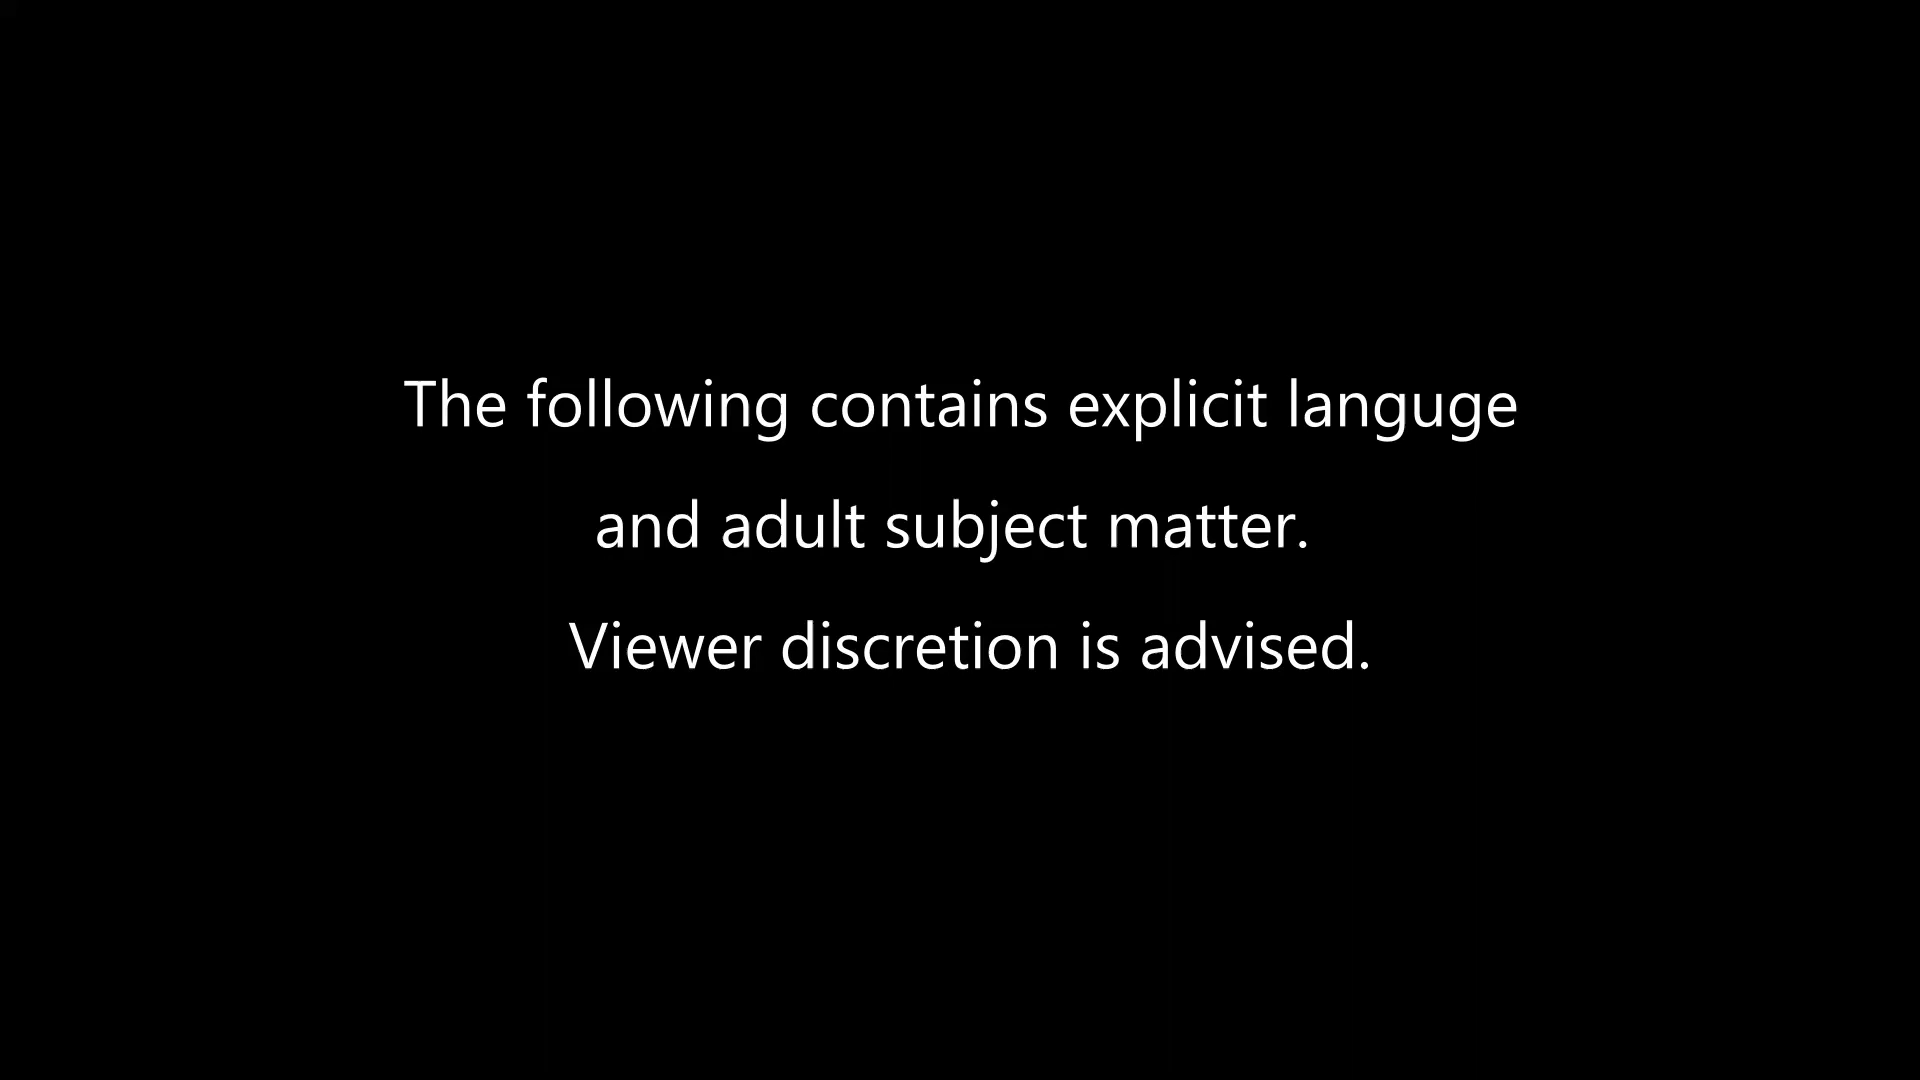 The following contains explicit languge
and adult subject matter.
Viewer discretion is advised.